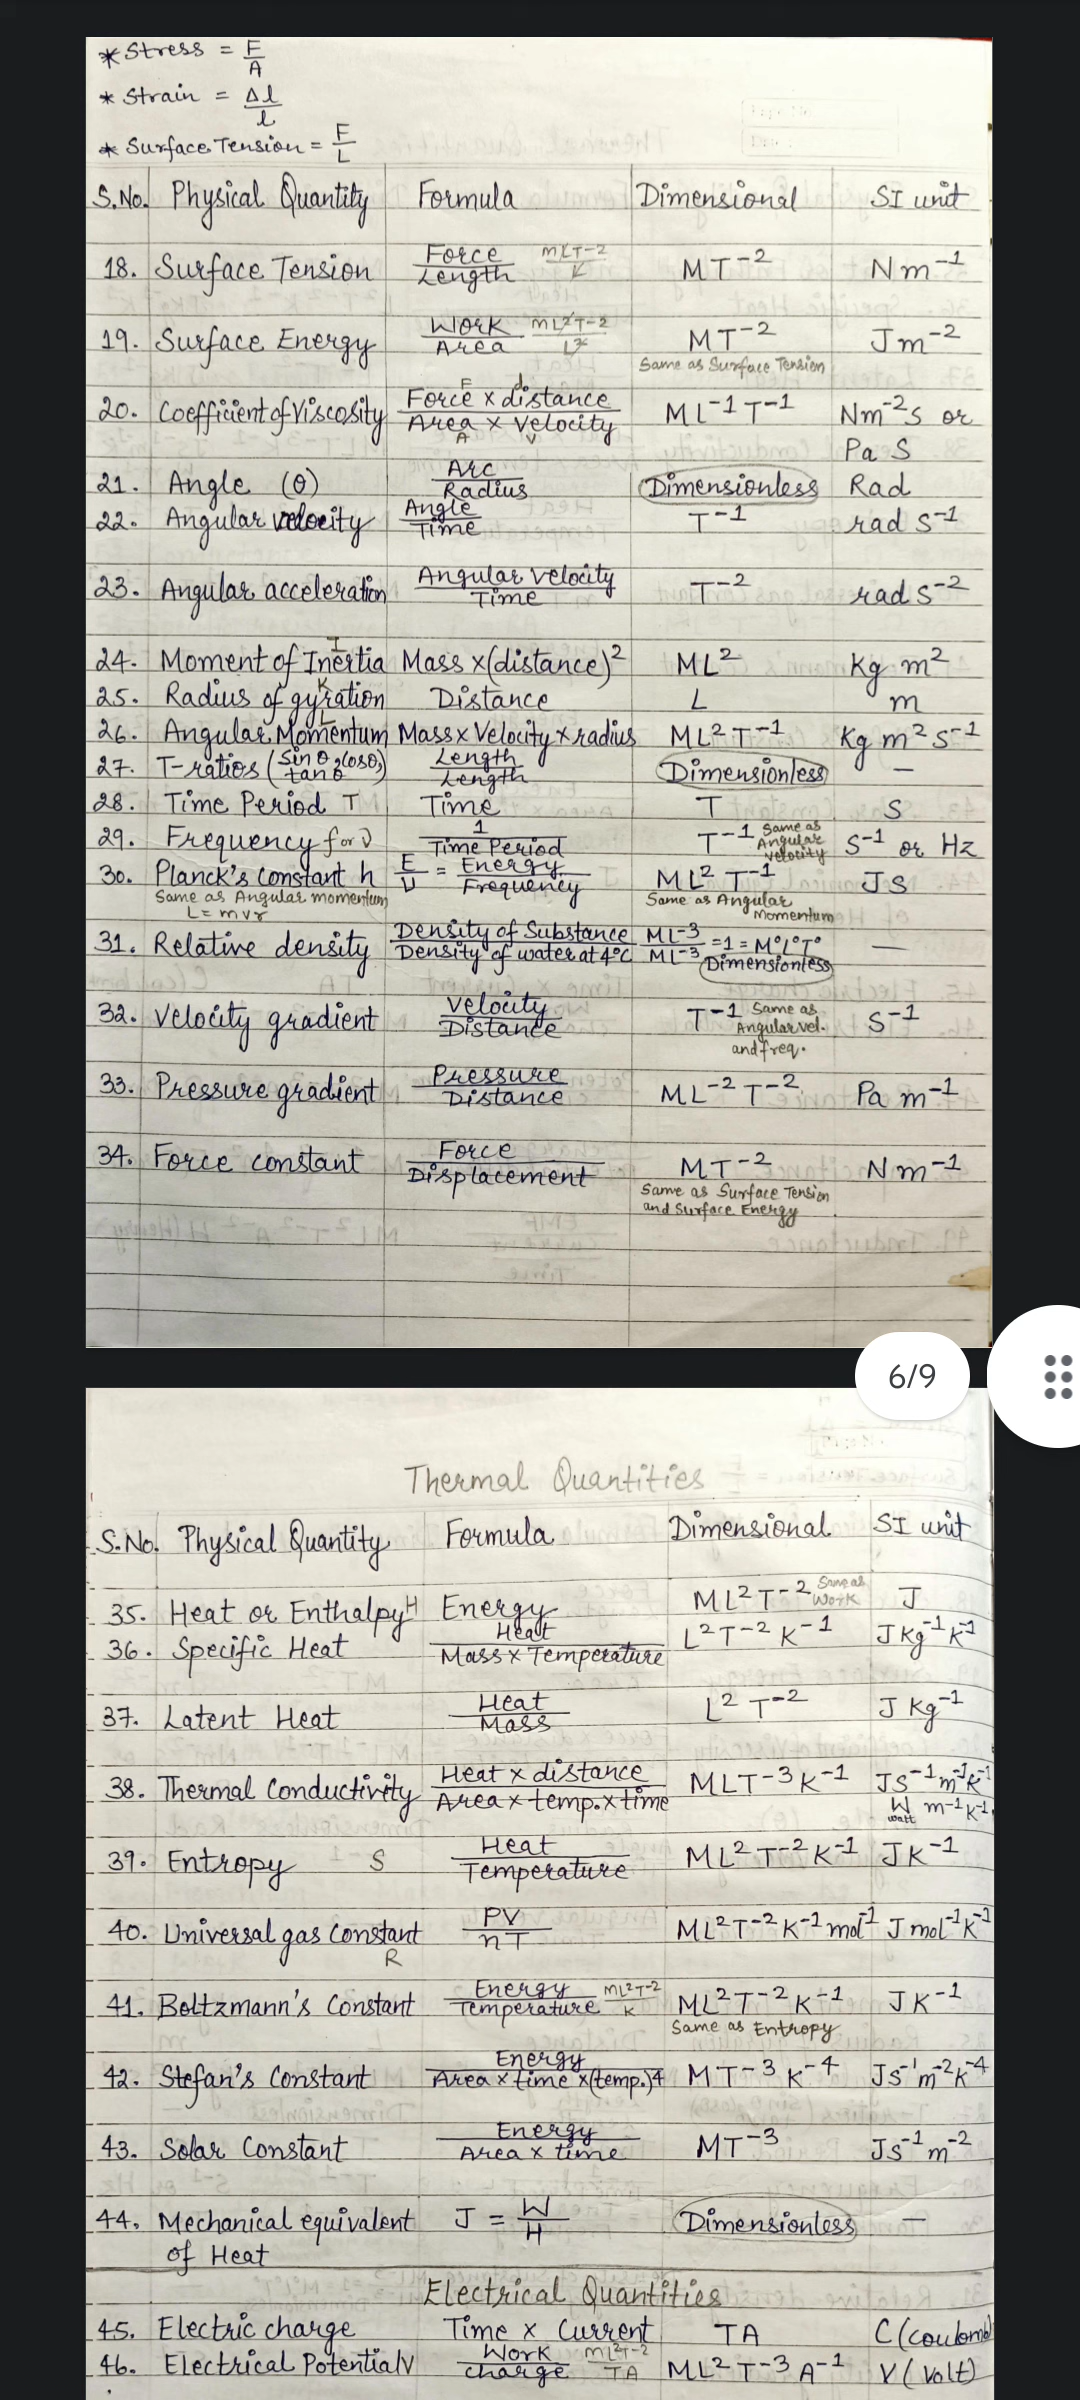 * Stress = F/A
* Strain = Δl/l
* Surface Tension = F/L
S.No. Physical Quantity Formula Dimensional SI unit
18. Surface Tension Force/Length MLT-2/L MT-2 Nm-1
19. Surface Energy Work/Area ML2T-2/L2 MT-2 Jm-2
Same as Surface Tension
20. Coefficient of Viscosity Force x distance/Area x Velocity F d A V ML-1T-1 Nm-2s or
Pa S
21. Angle (θ) Arc/Radius Dimensionless Rad
22. Angular velocity Angle/Time T-1 rad s-1
23. Angular acceleration Angular velocity/Time T-2 rad s-2
24. Moment of Inertia I Mass x(distance)2 ML2 Kg m2
25. Radius of gyration K Distance L m
26. Angular Momentum L Mass x Velocity x radius ML2T-1 Kg m2 s-1
27. T-ratios (sin θ, cos θ, tan θ) Length/Length Dimensionless —
28. Time Period T Time T S
29. Frequency f or ν 1/Time Period T-1 Same as Angular velocity S-1 or Hz
30. Planck's constant h E/ν = Energy/Frequency ML2T-1 JS
Same as Angular momentum Same as Angular Momentum
L = mvr
31. Relative density Density of Substance/Density of water at 4°C ML-3/ML-3 = 1 = M°L°T° —
Dimensionless
32. Velocity gradient Velocity/Distance T-1 Same as Angular vel. and freq. S-1
33. Pressure gradient Pressure/Distance ML-2T-2 Pa m-1
34. Force constant Force/Displacement MT-2 Nm-1
Same as Surface Tension
and Surface Energy
6/9
Thermal Quantities
S.No. Physical Quantity Formula Dimensional SI unit
35. Heat or Enthalpy H Energy ML2T-2 Same as Work J
36. Specific Heat Heat/Mass x Temperature L2T-2K-1 JKg-1K-1
37. Latent Heat Heat/Mass L2T-2 J Kg-1
38. Thermal Conductivity Heat x distance/Area x temp. x time MLT-3K-1 JS-1m-1K-1
W watt m-1K-1
39. Entropy S Heat/Temperature ML2T-2K-1 JK-1
40. Universal gas Constant R PV/nT ML2T-2K-1mol-1 J mol-1K-1
41. Boltzmann's Constant Energy/Temperature ML2T-2/K ML2T-2K-1 JK-1
Same as Entropy
42. Stefan's Constant Energy/Area x time x(temp.)4 MT-3K-4 JS-1m-2K-4
43. Solar Constant Energy/Area x time MT-3 JS-1m-2
44. Mechanical equivalent of Heat J = W/H Dimensionless —
Electrical Quantities
45. Electric charge Time x Current TA C (coulomb)
46. Electrical Potential V Work/charge ML2T-2/TA ML2T-3A-1 V (Volt)